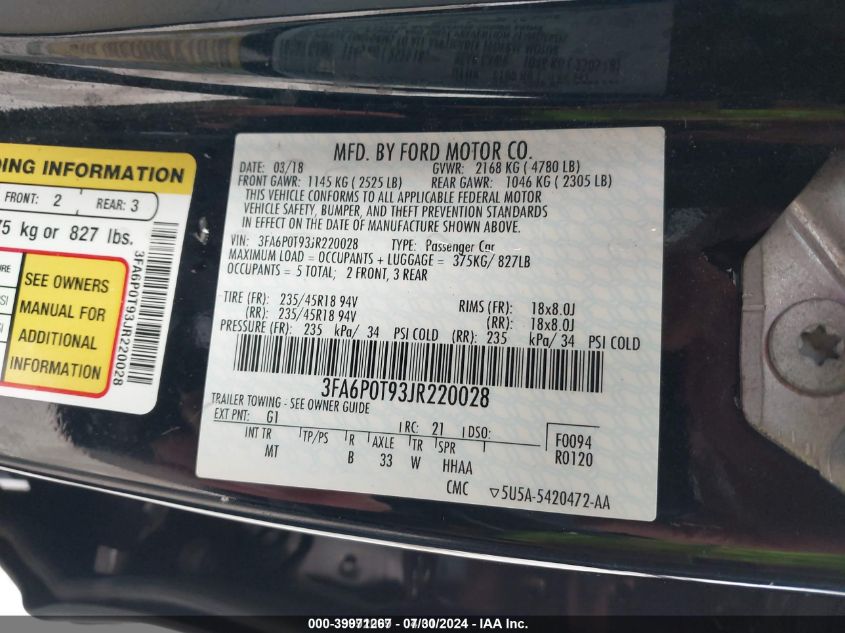 DING INFORMATION
FRONT: 2
REAR: 3
75 kg or 827 lbs.
SEE OWNERS
MANUAL FOR
ADDITIONAL
INFORMATION
3FA6P0T93JR220028
MFD. BY FORD MOTOR CO.
DATE: 03/18 GVWR: 2168 KG ( 4780 LB)
FRONT GAWR: 1145 KG ( 2525 LB) REAR GAWR: 1046 KG ( 2305 LB)
THIS VEHICLE CONFORMS TO ALL APPLICABLE FEDERAL MOTOR
VEHICLE SAFETY, BUMPER, AND THEFT PREVENTION STANDARDS
IN EFFECT ON THE DATE OF MANUFACTURE SHOWN ABOVE.
VIN: 3FA6P0T93JR220028 TYPE: Passenger Car
MAXIMUM LOAD = OCCUPANTS + LUGGAGE = 375KG/ 827LB
OCCUPANTS = 5 TOTAL; 2 FRONT, 3 REAR
TIRE (FR): 235/45R18 94V RIMS (FR): 18x8.0J
(RR): 235/45R18 94V (RR): 18x8.0J
PRESSURE (FR): 235 kPa/ 34 PSI COLD (RR): 235 kPa/ 34 PSI COLD
3FA6P0T93JR220028
TRAILER TOWING - SEE OWNER GUIDE
EXT PNT: G1 RC: 21 DSO:
INT TR TP/PS R AXLE TR SPR F0094
MT B 33 W HHAA R0120
CMC 5U5A-5420472-AA
07/30/2024 - IAA Inc.